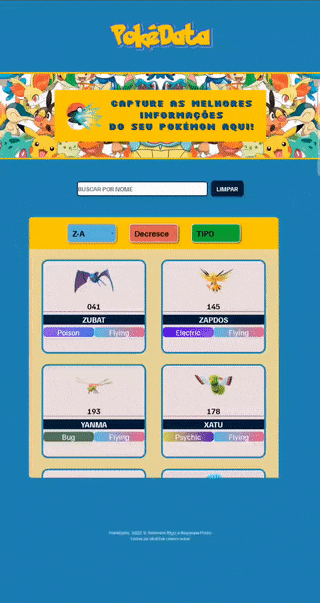 PokéData
CAPTURE AS MELHORES
INFORMAÇÕES
DO SEU POKÉMON AQUI!
BUSCAR POR NOME
LIMPAR
Z-A
Decresce
TIPO
041
145
ZUBAT
ZAPDOS
Poison
Flying
Electric
Flying
193
178
YANMA
XATU
Bug
Flying
Psychic
Flying